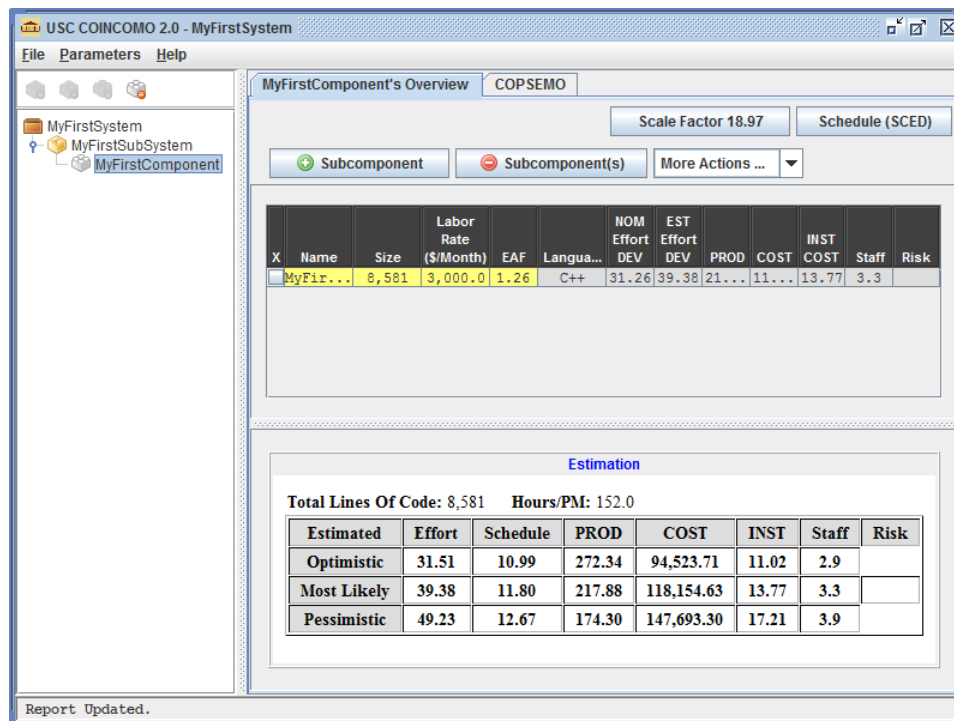 USC COINCOMO 2.0 - MyFirstSystem
File Parameters Help
MyFirstComponent's Overview COPSEMO
Scale Factor 18.97 Schedule (SCED)
Subcomponent Subcomponent(s) More Actions ...
MyFirstSystem
MyFirstSubSystem
MyFirstComponent
X Name Size Labor Rate ($/Month) EAF Langua... NOM Effort DEV EST Effort DEV PROD COST INST COST Staff Risk
MyFir... 8,581 3,000.0 1.26 C++ 31.26 39.38 21... 11... 13.77 3.3
Estimation
Total Lines Of Code: 8,581 Hours/PM: 152.0
Estimated Effort Schedule PROD COST INST Staff Risk
Optimistic 31.51 10.99 272.34 94,523.71 11.02 2.9
Most Likely 39.38 11.80 217.88 118,154.63 13.77 3.3
Pessimistic 49.23 12.67 174.30 147,693.30 17.21 3.9
Report Updated.